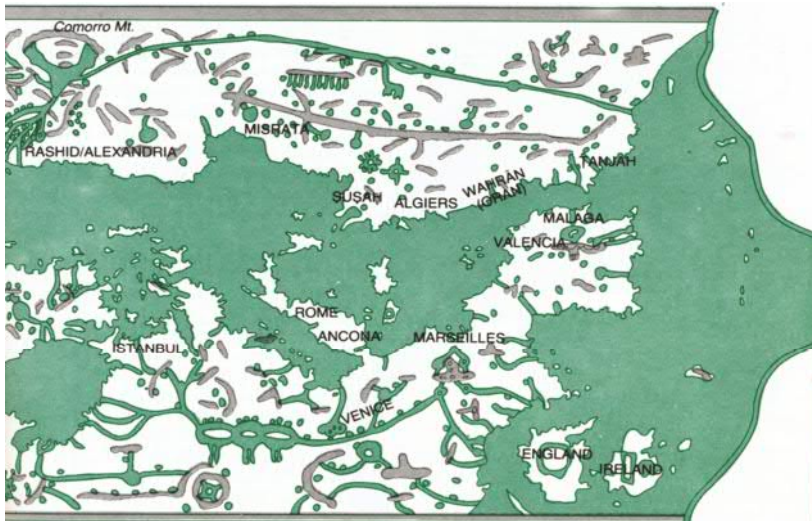 Comorro Mt.
MISRATA
RASHID/ALEXANDRIA
TANJAH
WAHRAN
(ORAN)
SUSAH
ALGIERS
MALAGA
VALENCIA
ROME
ANCONA
MARSEILLES
ISTANBUL
VENICE
ENGLAND
IRELAND